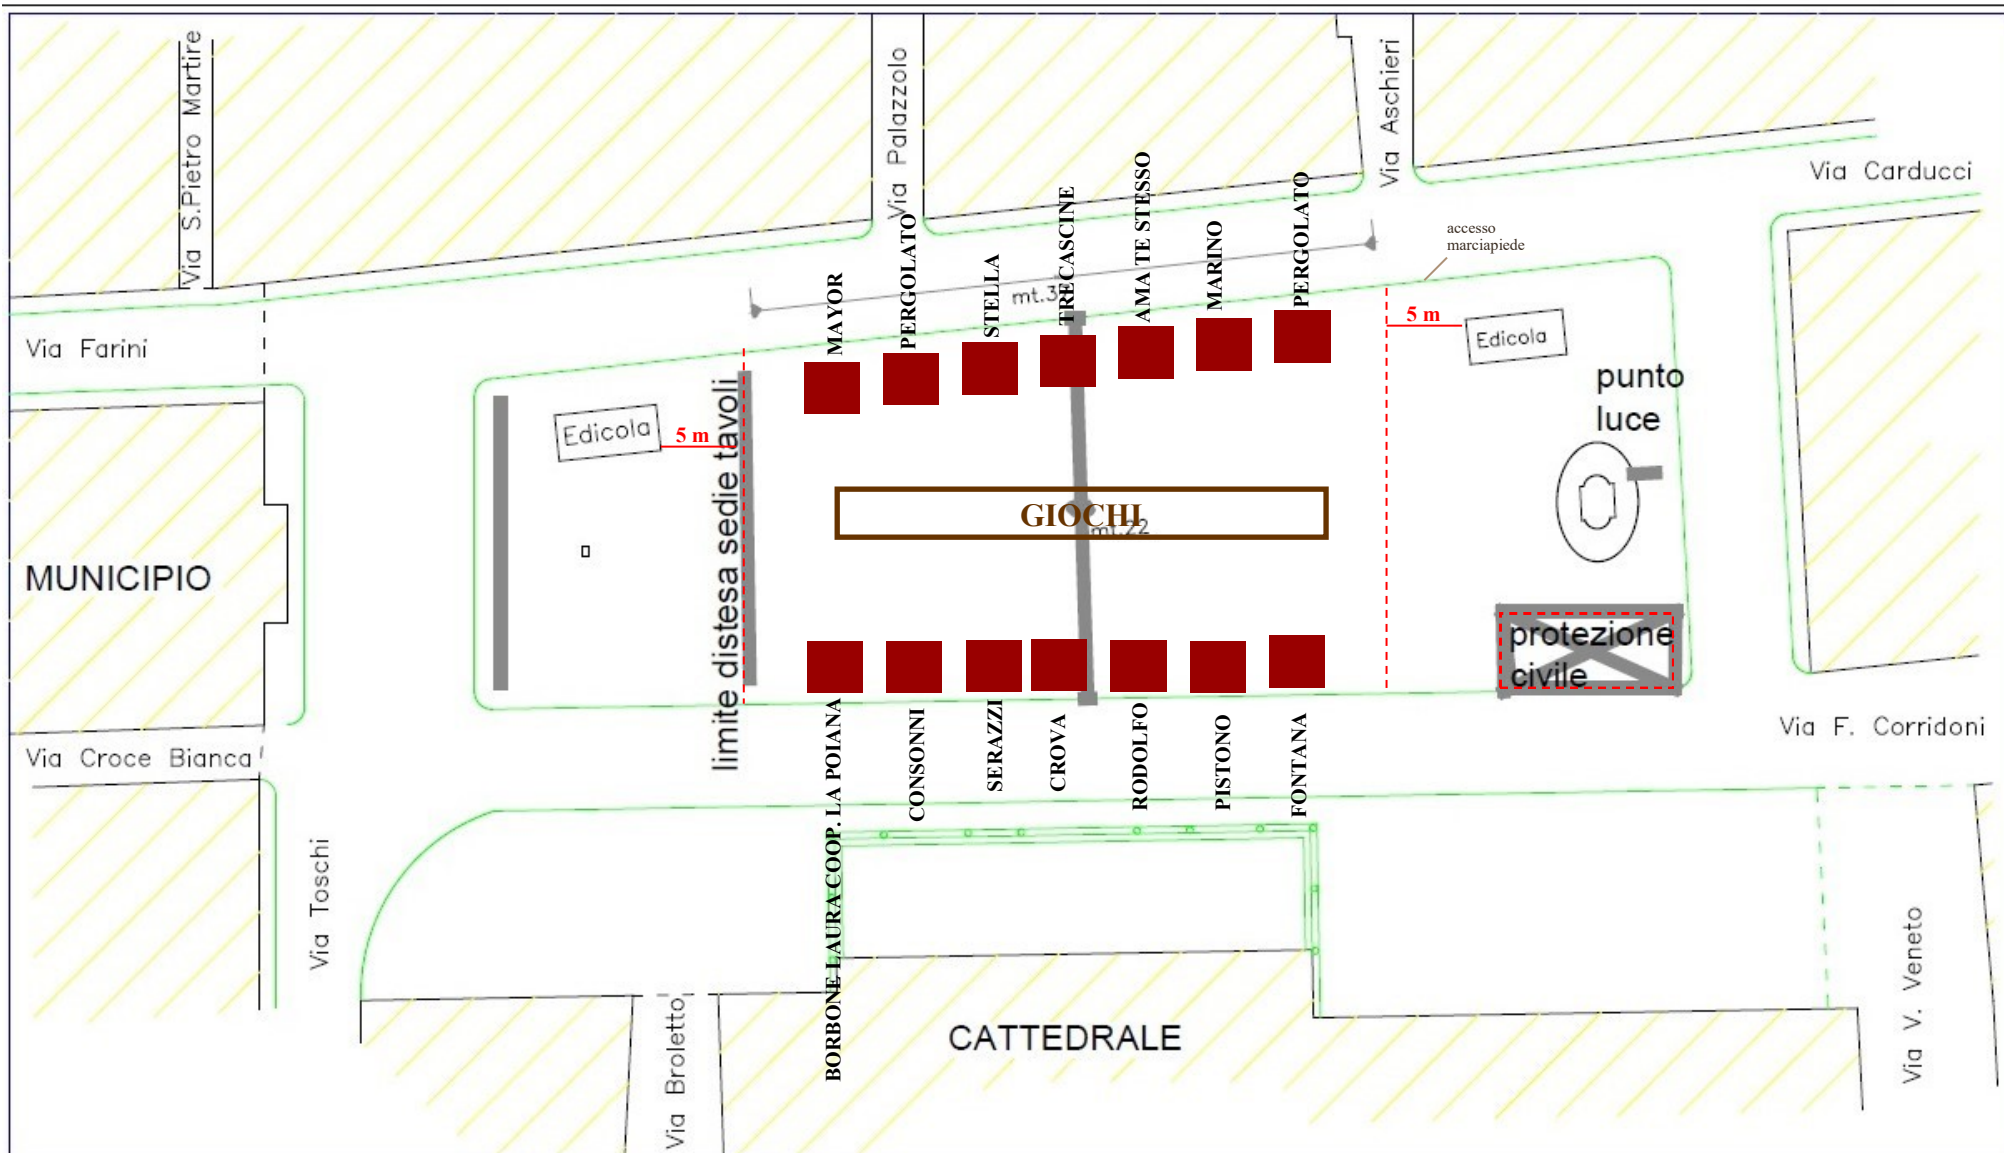 Via S.Pietro Martire
Via Palazzolo
Via Aschieri
Via Carducci
accesso
marciapiede
MAYOR
PERGOLATO
STELLA
TRECASCINE
AMA TE STESSO
MARINO
PERGOLATO
Via Farini
5 m
Edicola
punto
luce
Edicola
5 m
limite distesa sedie tavoli
GIOCHI
mt.22
MUNICIPIO
protezione
civile
Via Croce Bianca
Via F. Corridoni
BORBONE LAURA COOP. LA POIANA
CONSONNI
SERAZZI
CROVA
RODOLFO
PISTONO
FONTANA
Via Toschi
Via Broletto
CATTEDRALE
Via V. Veneto